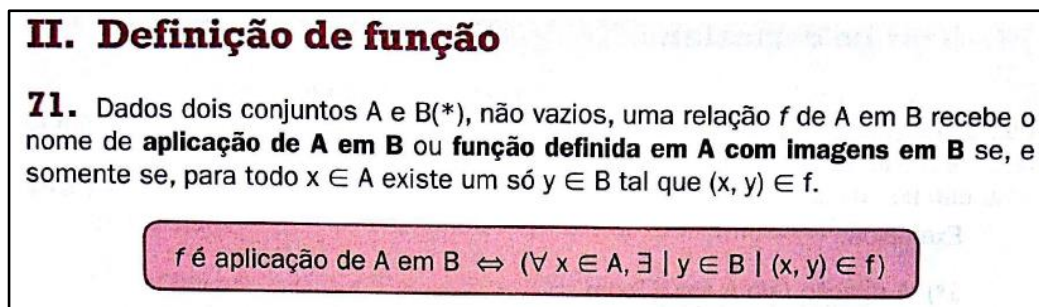 II. Definição de função
71. Dados dois conjuntos A e B(*), não vazios, uma relação f de A em B recebe o
nome de aplicação de A em B ou função definida em A com imagens em B se, e
somente se, para todo x ∈ A existe um só y ∈ B tal que (x, y) ∈ f.
f é aplicação de A em B ⇔ (∀ x ∈ A, ∃ | y ∈ B | (x, y) ∈ f)